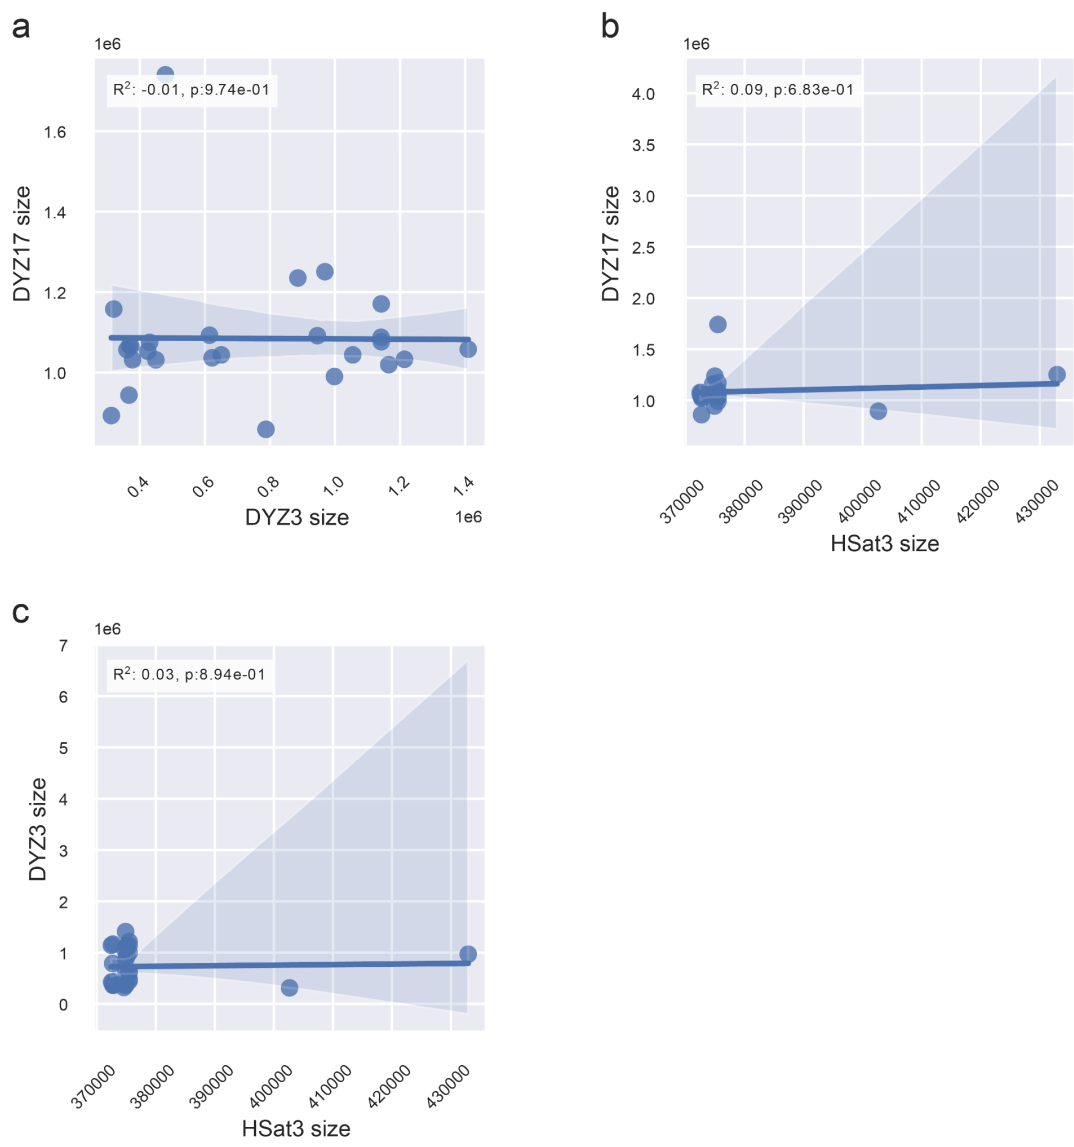 a
1e6
R²: -0.01, p:9.74e-01
DYZ17 size
1.6
1.4
1.2
1.0
0.4
0.6
0.8
1.0
1.2
1.4
DYZ3 size
1e6
b
1e6
R²: 0.09, p:6.83e-01
DYZ17 size
4.0
3.5
3.0
2.5
2.0
1.5
1.0
370000
380000
390000
400000
410000
420000
430000
HSat3 size
c
1e6
R²: 0.03, p:8.94e-01
DYZ3 size
7
6
5
4
3
2
1
0
370000
380000
390000
400000
410000
420000
430000
HSat3 size